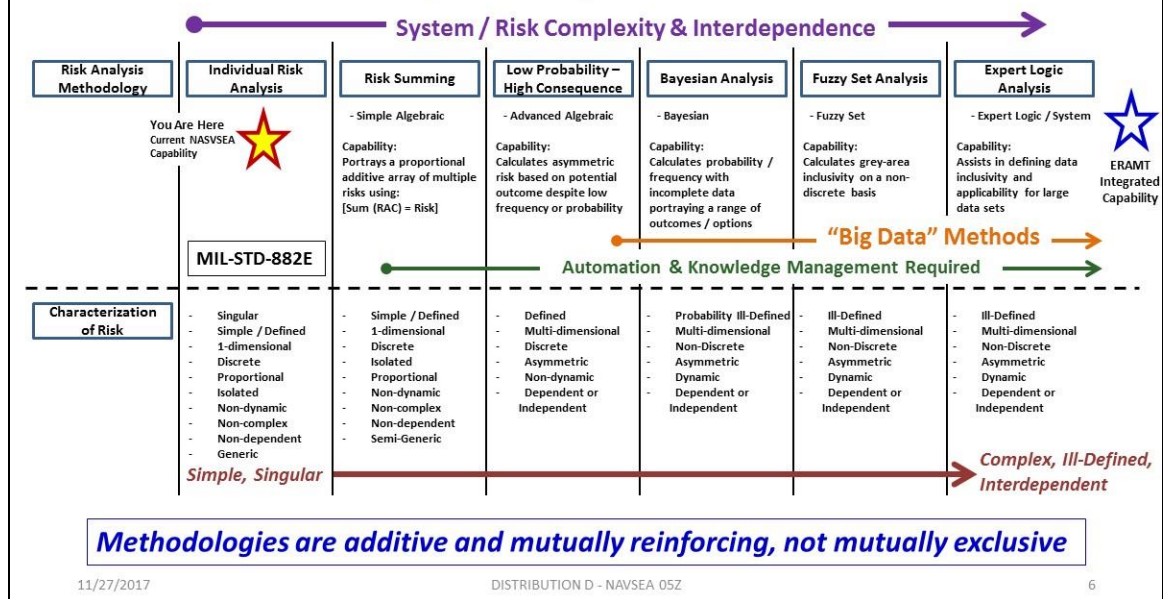 System / Risk Complexity & Interdependence
Risk Analysis
Methodology
Individual Risk
Analysis
Risk Summing
Low Probability –
High Consequence
Bayesian Analysis
Fuzzy Set Analysis
Expert Logic
Analysis
You Are Here
Current NASVSEA
Capability
- Simple Algebraic
Capability:
Portrays a proportional
additive array of multiple
risks using:
[Sum (RAC) = Risk]
- Advanced Algebraic
Capability:
Calculates asymmetric
risk based on potential
outcome despite low
frequency or probability
- Bayesian
Capability:
Calculates probability /
frequency with
incomplete data
portraying a range of
outcomes / options
- Fuzzy Set
Capability:
Calculates grey-area
inclusivity on a non-
discrete basis
- Expert Logic / System
Capability:
Assists in defining data
inclusivity and
applicability for large
data sets
ERAMT
Integrated
Capability
"Big Data" Methods
MIL-STD-882E
Automation & Knowledge Management Required
Characterization
of Risk
- Singular
- Simple / Defined
- 1-dimensional
- Discrete
- Proportional
- Isolated
- Non-dynamic
- Non-complex
- Non-dependent
- Generic
- Simple / Defined
- 1-dimensional
- Discrete
- Isolated
- Proportional
- Non-dynamic
- Non-complex
- Non-dependent
- Semi-Generic
- Defined
- Multi-dimensional
- Discrete
- Asymmetric
- Non-dynamic
- Dependent or
Independent
- Probability Ill-Defined
- Multi-dimensional
- Non-Discrete
- Asymmetric
- Dynamic
- Dependent or
Independent
- Ill-Defined
- Multi-dimensional
- Non-Discrete
- Asymmetric
- Dynamic
- Dependent or
Independent
- Ill-Defined
- Multi-dimensional
- Non-Discrete
- Asymmetric
- Dynamic
- Dependent or
Independent
Simple, Singular
Complex, Ill-Defined,
Interdependent
Methodologies are additive and mutually reinforcing, not mutually exclusive
11/27/2017
DISTRIBUTION D - NAVSEA 05Z
6